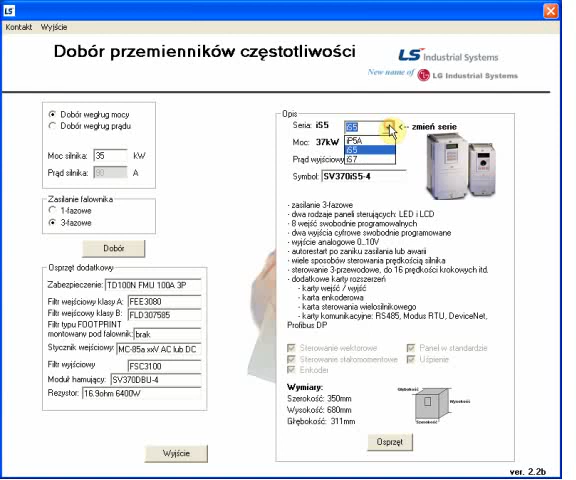 LS
Kontakt Wyjście
Dobór przemienników częstotliwości
LS Industrial Systems
New name of LG Industrial Systems
Dobór według mocy
Dobór według prądu
Moc silnika: 35 kW
Prąd silnika: 80 A
Zasilanie falownika
1-fazowe
3-fazowe
Dobór
Osprzęt dodatkowy
Zabezpieczenie: TD100N FMU 100A 3P
Filtr wejściowy klasy A: FEE3080
Filtr wejściowy klasy B: FLD307585
Filtr typu FOOTPRINT
montowany pod falownik: brak
Stycznik wejściowy: MC-85a xxV AC lub DC
Filtr wyjściowy FSC3100
Moduł hamujący: SV370DBU-4
Rezystor: 16.9ohm 6400W
Wyjście
Opis
Seria: iS5 iS5 <-- zmień serie
Moc: 37kW iP5A
iS5
Prąd wyjściowy iS7
Symbol: SV370iS5-4
- zasilanie 3-fazowe
- dwa rodzaje paneli sterujących: LED i LCD
- 8 wejść swobodnie programowalnych
- dwa wyjścia cyfrowe swobodnie programowane
- wyjście analogowe 0..10V
- autorestart po zaniku zasilania lub awarii
- wiele sposobów sterowania prędkością silnika
- sterowanie 3-przewodowe, do 16 prędkości krokowych itd.
- dodatkowe karty rozszerzeń
- karty wejść / wyjść
- karta enkoderowa
- karta sterowania wielosilnikowego
- karty komunikacyjne: RS485, Modus RTU, DeviceNet,
Profibus DP
Sterowanie wektorowe Panel w standardzie
Sterowanie stałomomentowe Uśpienie
Enkoder
Wymiary:
Szerokość: 350mm
Wysokość: 680mm
Głębokość: 311mm
Głębokość
Wysokość
Szerokość
Osprzęt
ver. 2.2b